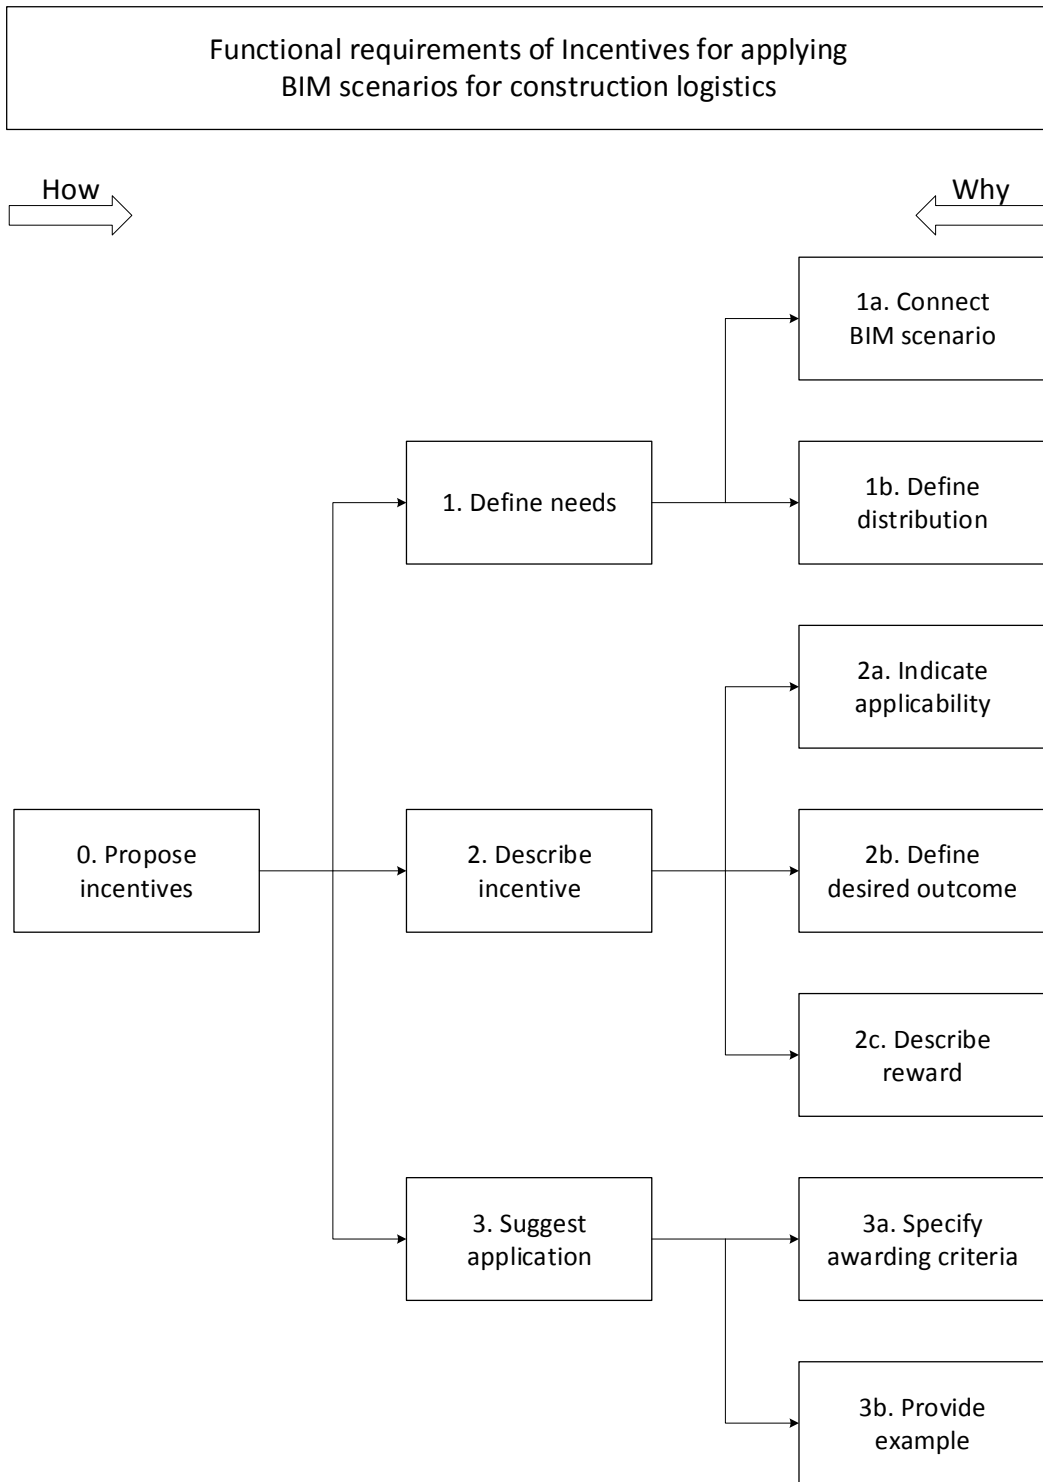 Functional requirements of Incentives for applying
BIM scenarios for construction logistics
How
Why
1a. Connect
BIM scenario
1. Define needs
1b. Define
distribution
2a. Indicate
applicability
0. Propose
incentives
2. Describe
incentive
2b. Define
desired outcome
2c. Describe
reward
3. Suggest
application
3a. Specify
awarding criteria
3b. Provide
example